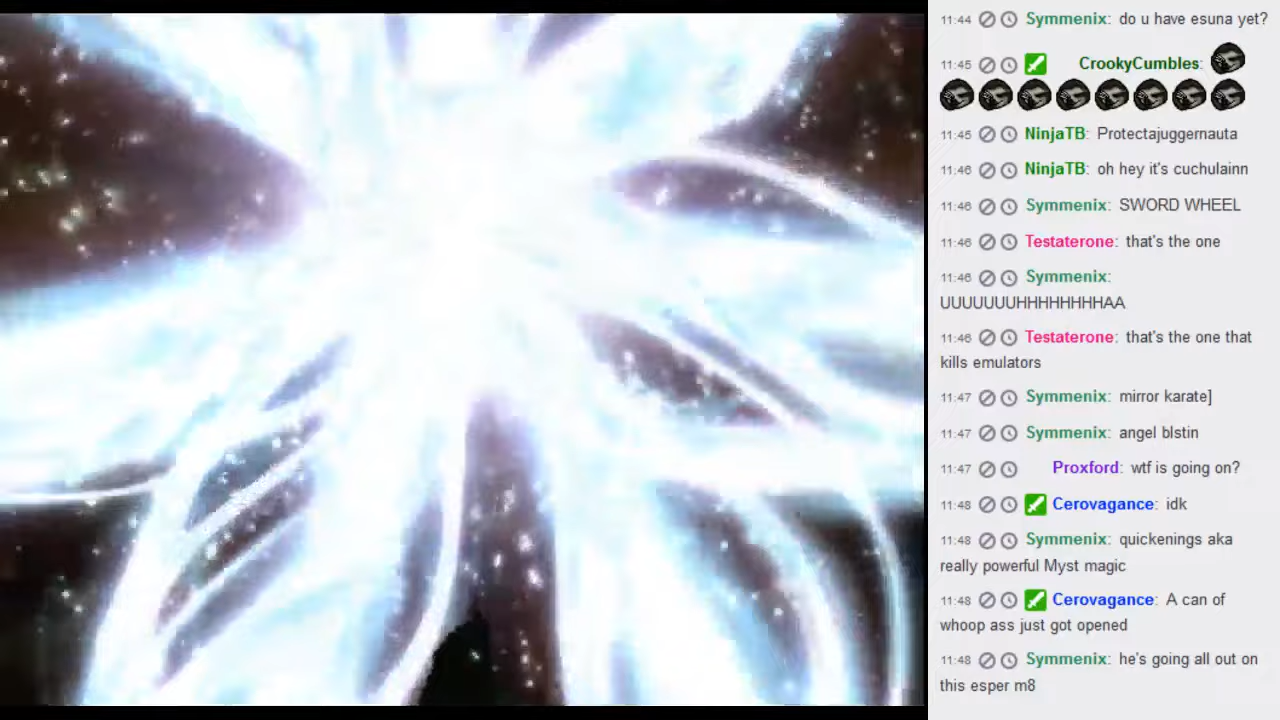 11:44 Symmenix: do u have esuna yet?
11:45 CrookyCumbles:
11:45 NinjaTB: Protectajuggernauta
11:46 NinjaTB: oh hey it's cuchulainn
11:46 Symmenix: SWORD WHEEL
11:46 Testaterone: that's the one
11:46 Symmenix:
UUUUUUUHHHHHHHHAA
11:46 Testaterone: that's the one that
kills emulators
11:47 Symmenix: mirror karate]
11:47 Symmenix: angel blstin
11:47 Proxford: wtf is going on?
11:48 Cerovagance: idk
11:48 Symmenix: quickenings aka
really powerful Myst magic
11:48 Cerovagance: A can of
whoop ass just got opened
11:48 Symmenix: he's going all out on
this esper m8